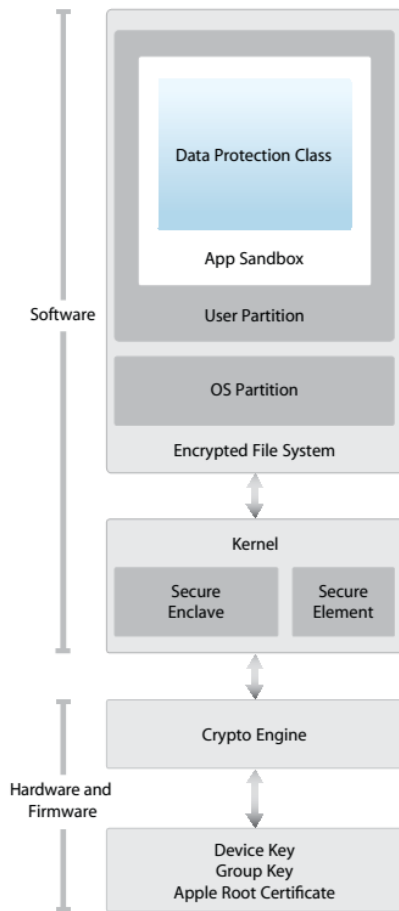 Data Protection Class
App Sandbox
User Partition
Software
OS Partition
Encrypted File System
Kernel
Secure
Enclave
Secure
Element
Crypto Engine
Hardware and
Firmware
Device Key
Group Key
Apple Root Certificate